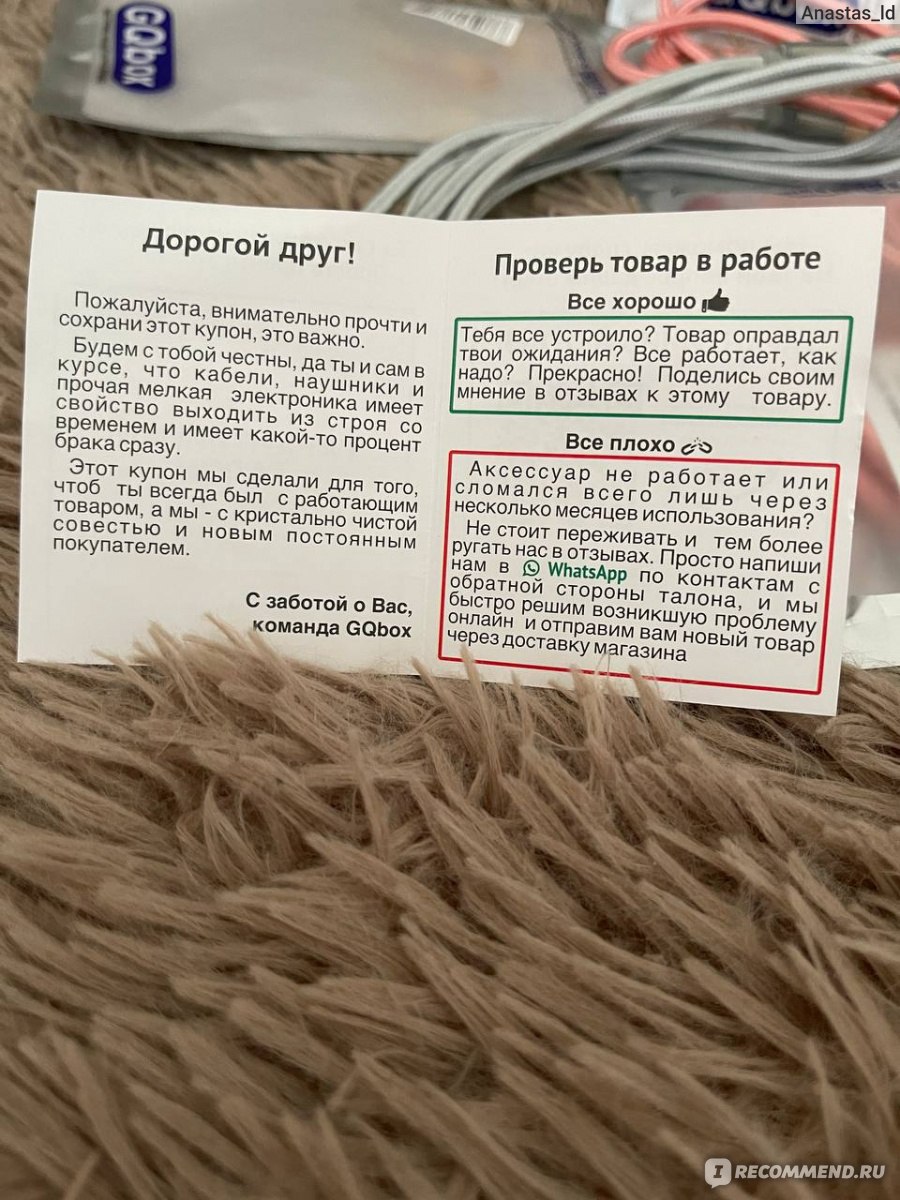 Anastas_Id
GQbox
Дорогой друг!
Пожалуйста, внимательно прочти и
сохрани этот купон, это важно.
Будем с тобой честны, да ты и сам в
курсе, что кабели, наушники и
прочая мелкая электроника имеет
свойство выходить из строя со
временем и имеет какой-то процент
брака сразу.
Этот купон мы сделали для того,
чтоб ты всегда был с работающим
товаром, а мы - с кристально чистой
совестью и новым постоянным
покупателем.
С заботой о Вас,
команда GQbox
Проверь товар в работе
Все хорошо
Тебя все устроило? Товар оправдал
твои ожидания? Все работает, как
надо? Прекрасно! Поделись своим
мнение в отзывах к этому товару.
Все плохо
Аксессуар не работает или
сломался всего лишь через
несколько месяцев использования?
Не стоит переживать и тем более
ругать нас в отзывах. Просто напиши
нам в WhatsApp по контактам с
обратной стороны талона, и мы
быстро решим возникшую проблему
онлайн и отправим вам новый товар
через доставку магазина
IRECOMMEND.RU